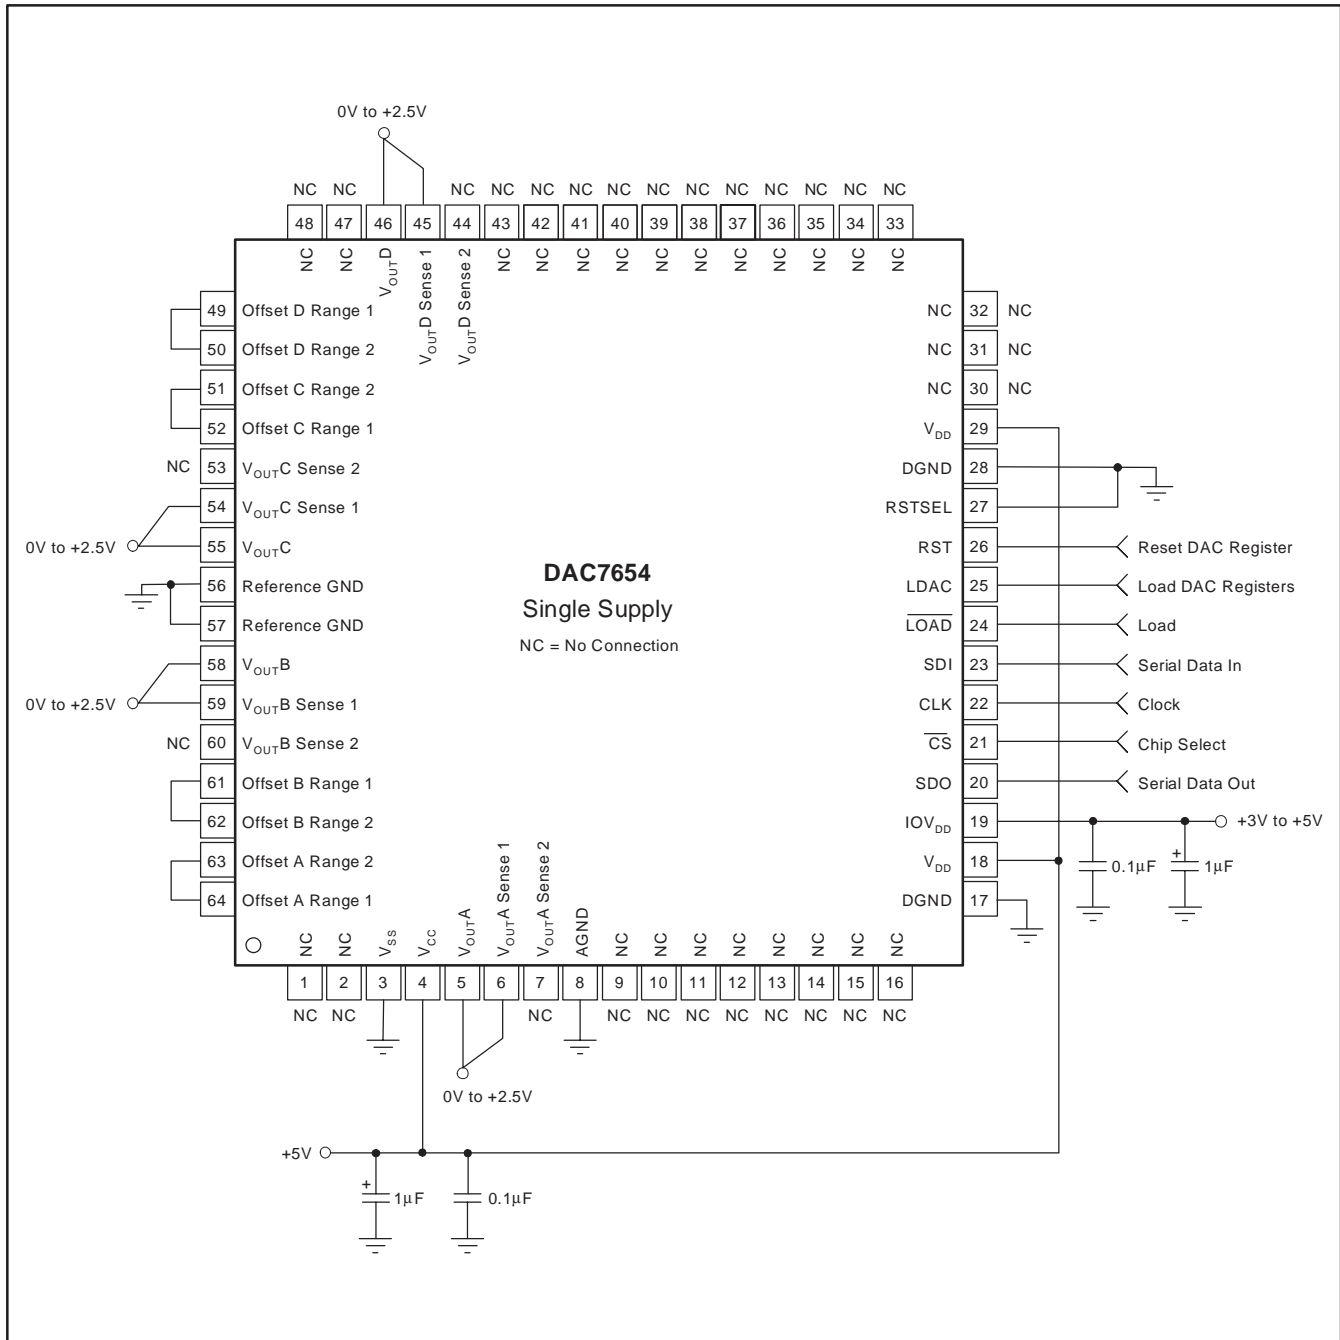 0V to +2.5V
NC NC NC NC NC NC NC NC NC NC NC NC NC NC
48 47 46 45 44 43 42 41 40 39 38 37 36 35 34 33
NC NC VOUTD VOUTD Sense 1 VOUTD Sense 2 NC NC NC NC NC NC NC NC NC NC NC
49 Offset D Range 1 NC 32 NC
50 Offset D Range 2 NC 31 NC
51 Offset C Range 2 NC 30 NC
52 Offset C Range 1 VDD 29
NC 53 VOUTC Sense 2 DGND 28
54 VOUTC Sense 1 RSTSEL 27
0V to +2.5V 55 VOUTC RST 26 Reset DAC Register
DAC7654
56 Reference GND LDAC 25 Load DAC Registers
Single Supply
57 Reference GND LOAD 24 Load
NC = No Connection
58 VOUTB SDI 23 Serial Data In
0V to +2.5V 59 VOUTB Sense 1 CLK 22 Clock
NC 60 VOUTB Sense 2 CS 21 Chip Select
61 Offset B Range 1 SDO 20 Serial Data Out
62 Offset B Range 2 IOVDD 19 +3V to +5V
63 Offset A Range 2 VDD 18 0.1µF + 1µF
64 Offset A Range 1 DGND 17
NC NC VSS VCC VOUTA VOUTA Sense 1 VOUTA Sense 2 AGND NC NC NC NC NC NC NC NC
1 2 3 4 5 6 7 8 9 10 11 12 13 14 15 16
NC NC NC NC NC NC NC NC NC NC NC
0V to +2.5V
+5V
+ 1µF 0.1µF